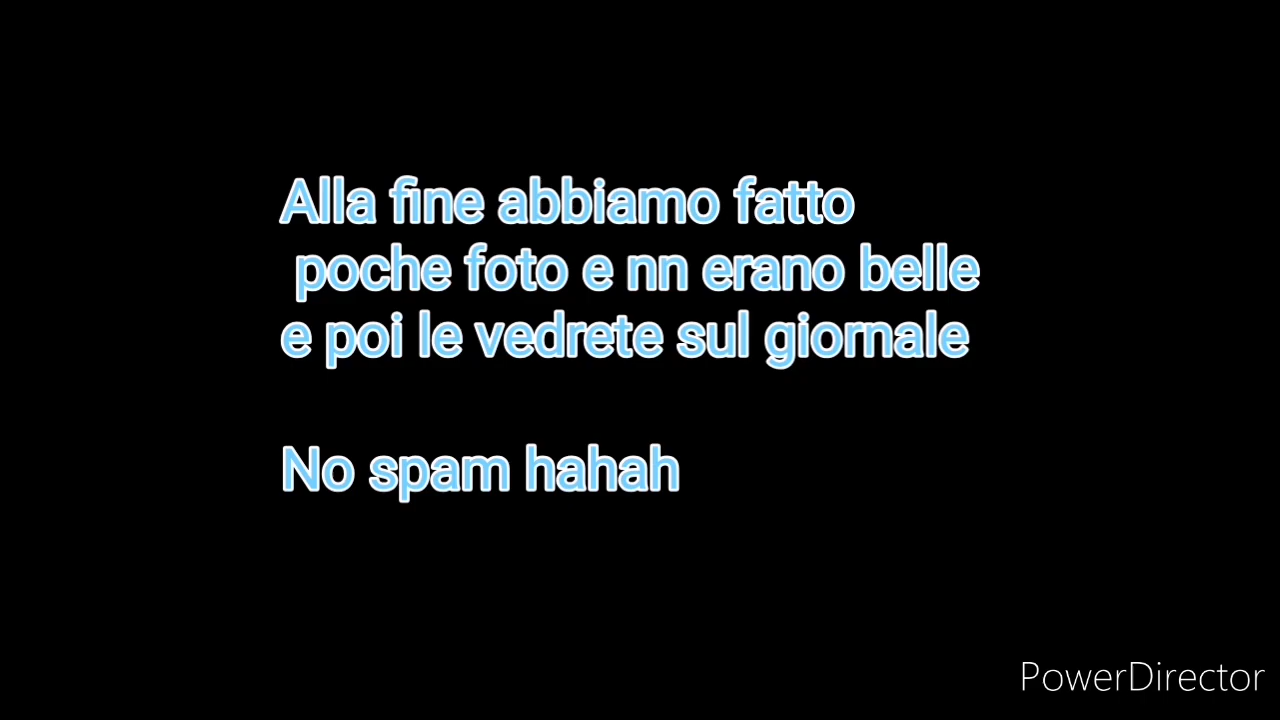 Alla fine abbiamo fatto
poche foto e nn erano belle
e poi le vedrete sul giornale
No spam hahah
PowerDirector